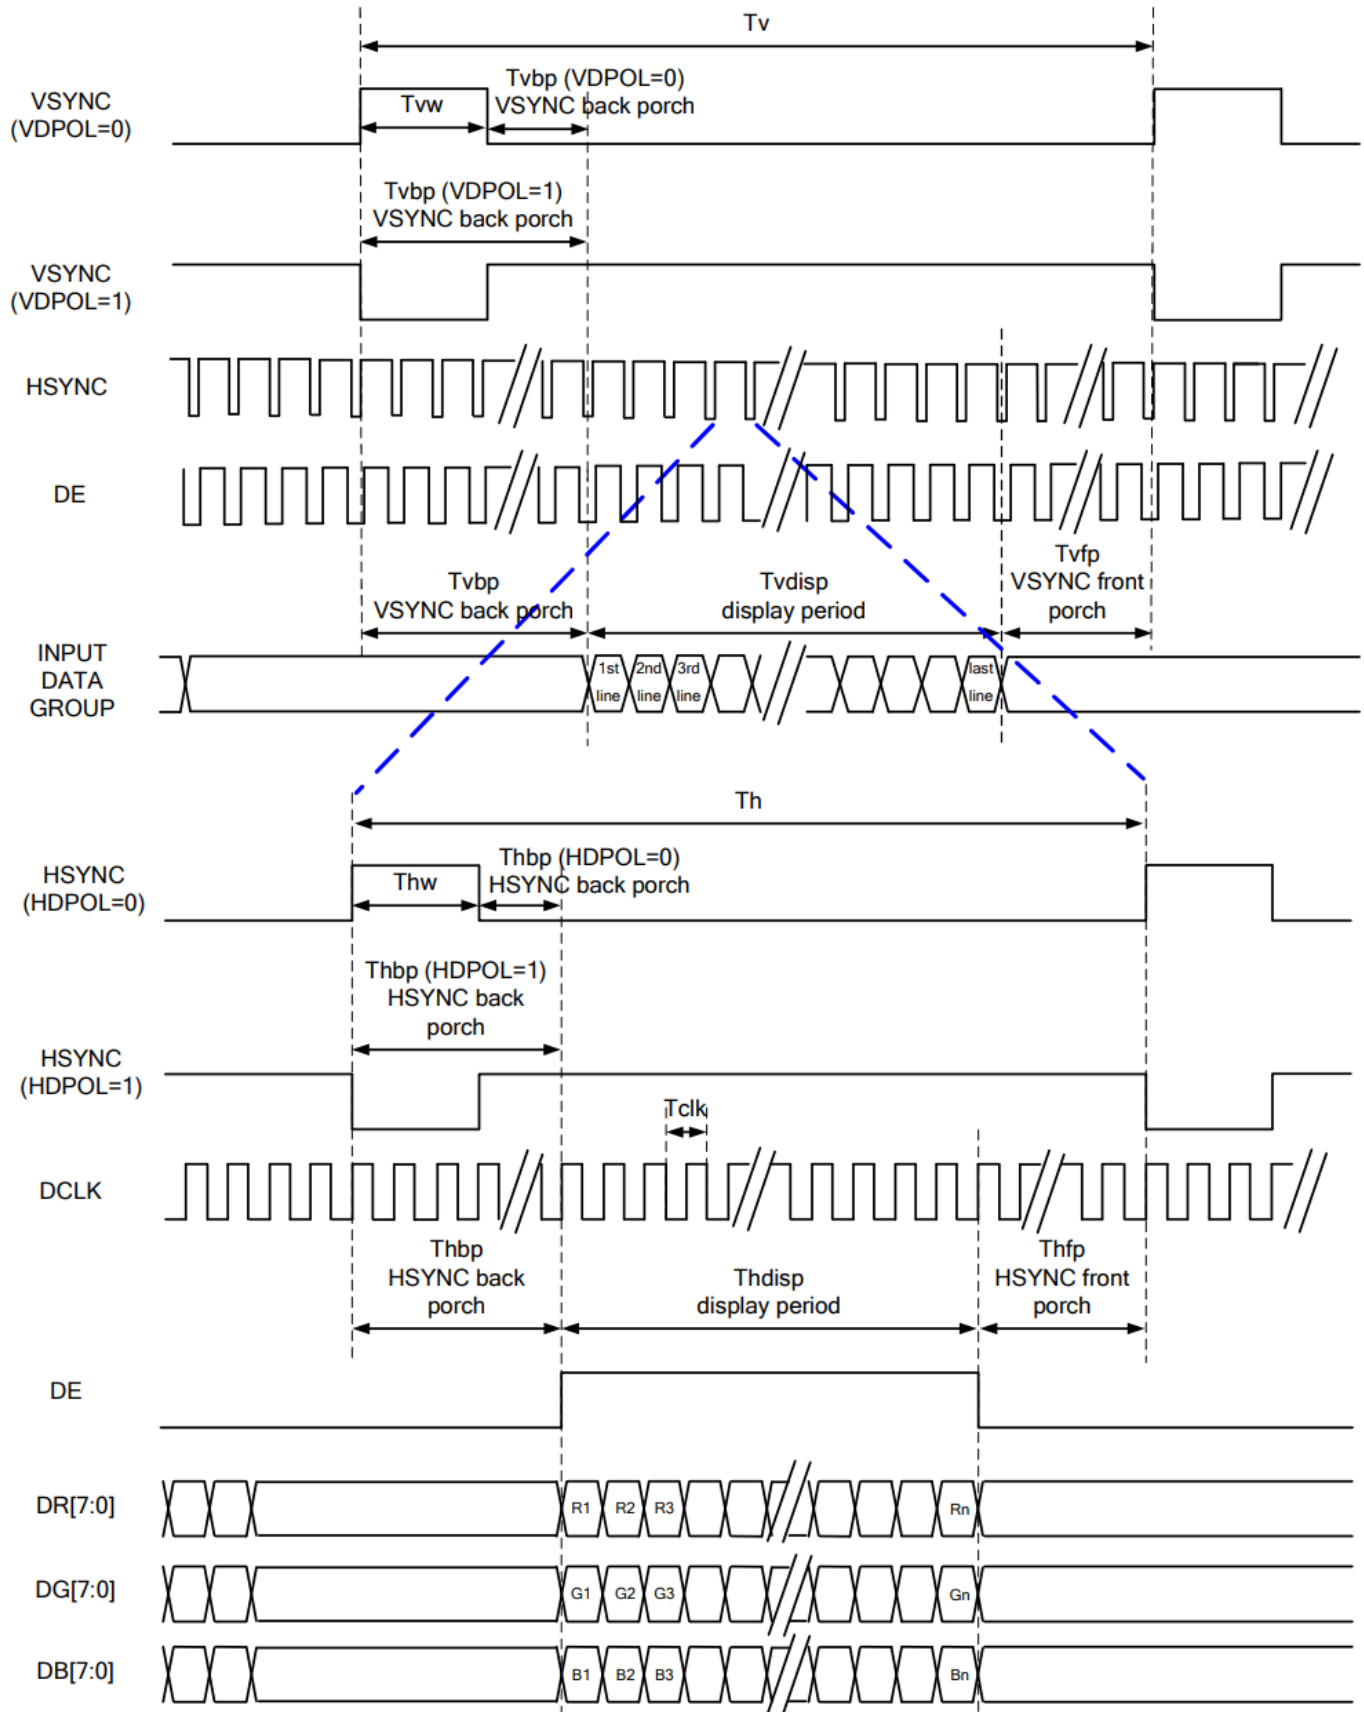 Tv
Tvbp (VDPOL=0)
VSYNC back porch
VSYNC
(VDPOL=0)
Tvw
Tvbp (VDPOL=1)
VSYNC back porch
VSYNC
(VDPOL=1)
HSYNC
DE
Tvbp
VSYNC back porch
Tvdisp
display period
Tvfp
VSYNC front
porch
INPUT
DATA
GROUP
1st
line
2nd
line
3rd
line
last
line
Th
HSYNC
(HDPOL=0)
Thw
Thbp (HDPOL=0)
HSYNC back porch
Thbp (HDPOL=1)
HSYNC back
porch
HSYNC
(HDPOL=1)
Tclk
DCLK
Thbp
HSYNC back
porch
Thdisp
display period
Thfp
HSYNC front
porch
DE
DR[7:0]
R1 R2 R3 Rn
DG[7:0]
G1 G2 G3 Gn
DB[7:0]
B1 B2 B3 Bn